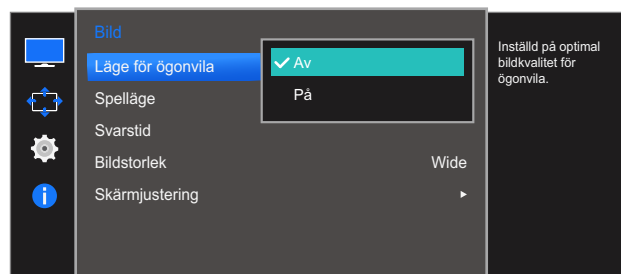 Bild
Läge för ögonvila
Av
På
Spelläge
Svarstid
Bildstorlek Wide
Skärmjustering
Inställd på optimal
bildkvalitet för
ögonvila.